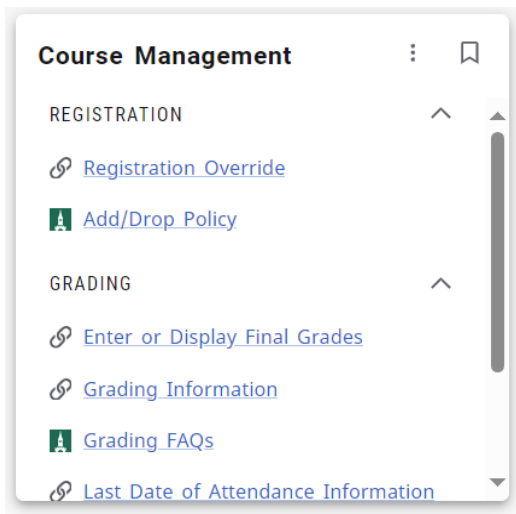 Course Management
REGISTRATION
Registration Override
Add/Drop Policy
GRADING
Enter or Display Final Grades
Grading Information
Grading FAQs
Last Date of Attendance Information